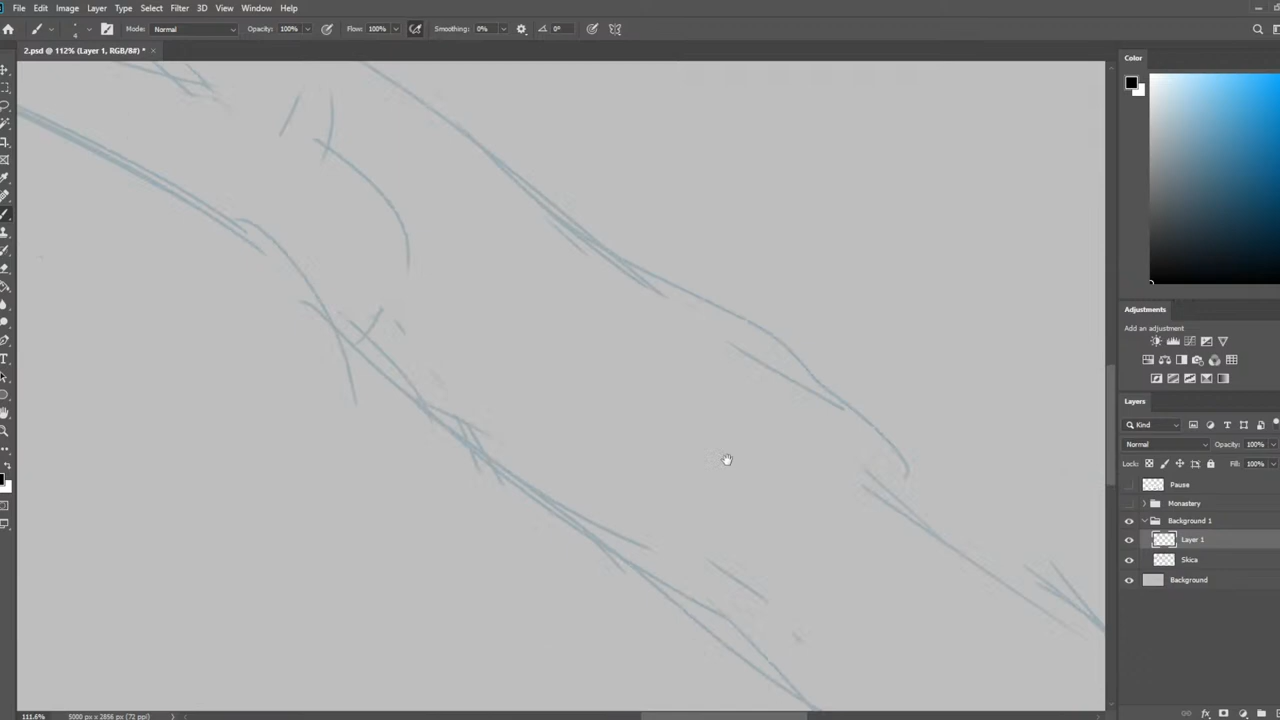 File Edit Image Layer Type Select Filter 3D View Window Help
4 Mode: Normal Opacity: 100% Flow: 100% Smoothing: 0% 0°
2.psd @ 112% (Layer 1, RGB/8#) * ×
Color
Adjustments
Add an adjustment
Layers
Kind
Normal Opacity: 100%
Lock: Fill: 100%
Pausa
Monastery
Background 1
Layer 1
Skica
Background
111.6% 5000 px x 2856 px (72 ppi)